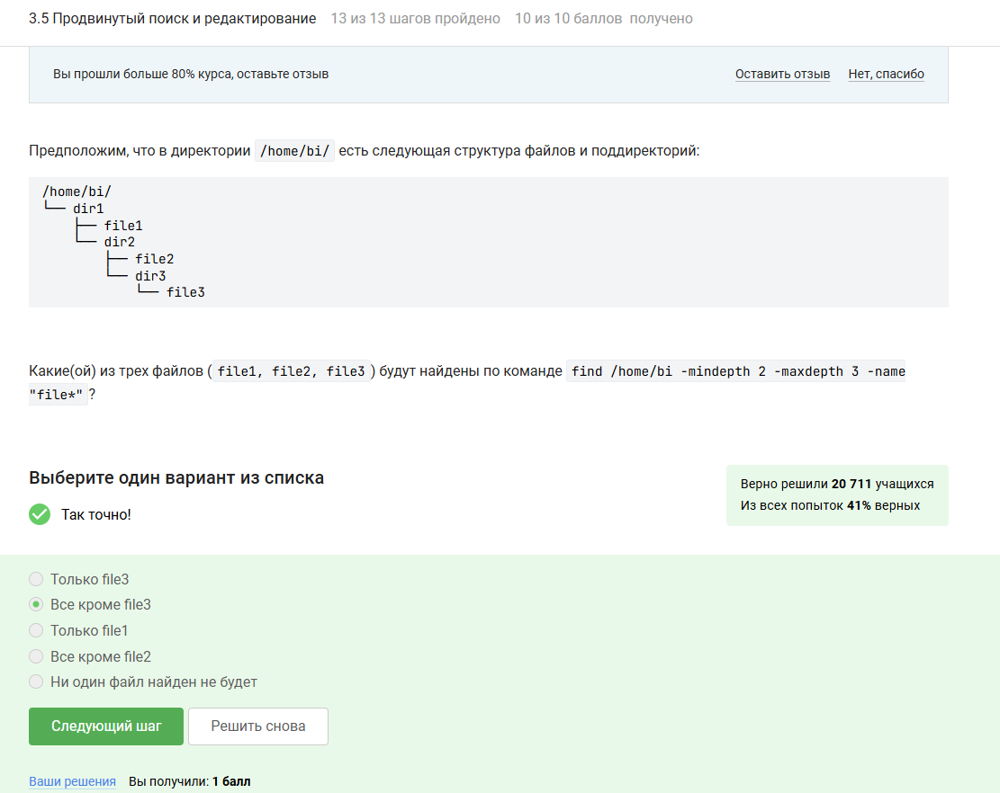 3.5 Продвинутый поиск и редактирование 13 из 13 шагов пройдено 10 из 10 баллов получено
Вы прошли больше 80% курса, оставьте отзыв Оставить отзыв Нет, спасибо
Предположим, что в директории /home/bi/ есть следующая структура файлов и поддиректорий:
/home/bi/
└── dir1
    ├── file1
    └── dir2
        ├── file2
        └── dir3
            └── file3
Какие(ой) из трех файлов ( file1, file2, file3 ) будут найдены по команде find /home/bi -mindepth 2 -maxdepth 3 -name
"file*" ?
Выберите один вариант из списка
Верно решили 20 711 учащихся
Из всех попыток 41% верных
Так точно!
Только file3
Все кроме file3
Только file1
Все кроме file2
Ни один файл найден не будет
Следующий шаг Решить снова
Ваши решения Вы получили: 1 балл